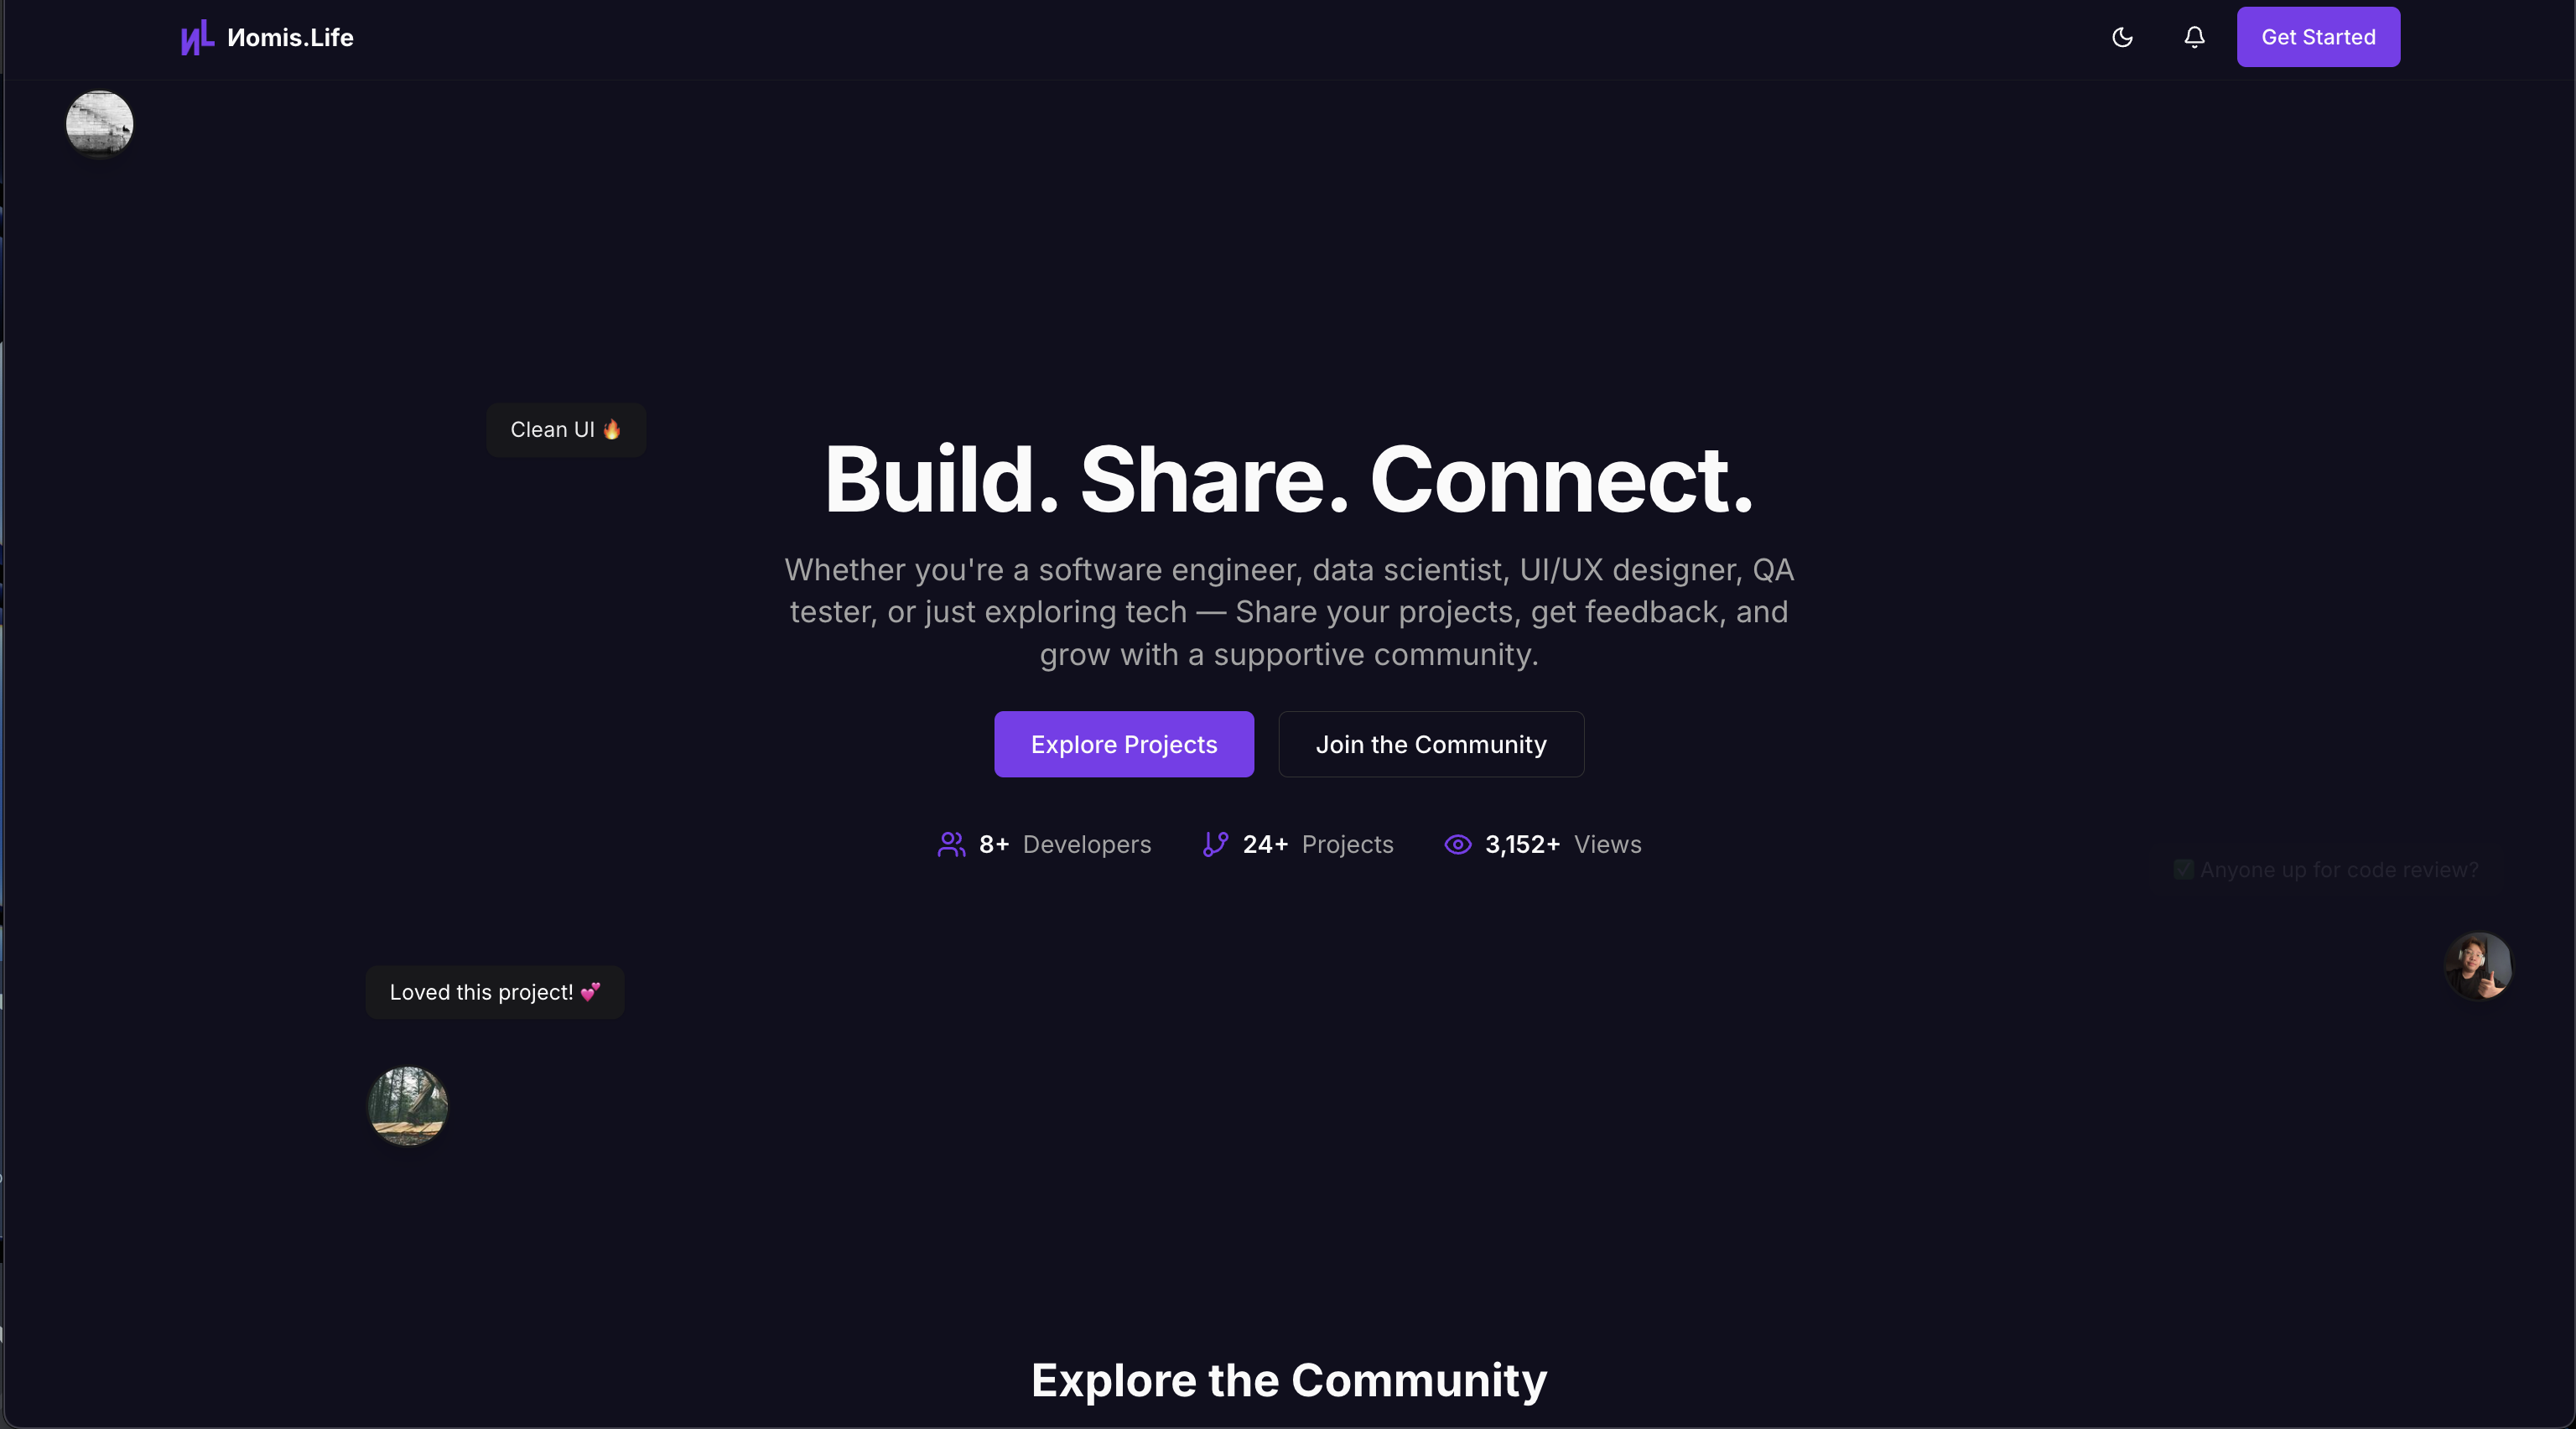 Иomis.Life
Get Started
Clean UI 🔥
Build. Share. Connect.
Whether you're a software engineer, data scientist, UI/UX designer, QA
tester, or just exploring tech — Share your projects, get feedback, and
grow with a supportive community.
Explore Projects
Join the Community
8+ Developers
24+ Projects
3,152+ Views
✅ Anyone up for code review?
Loved this project! 💕
Explore the Community